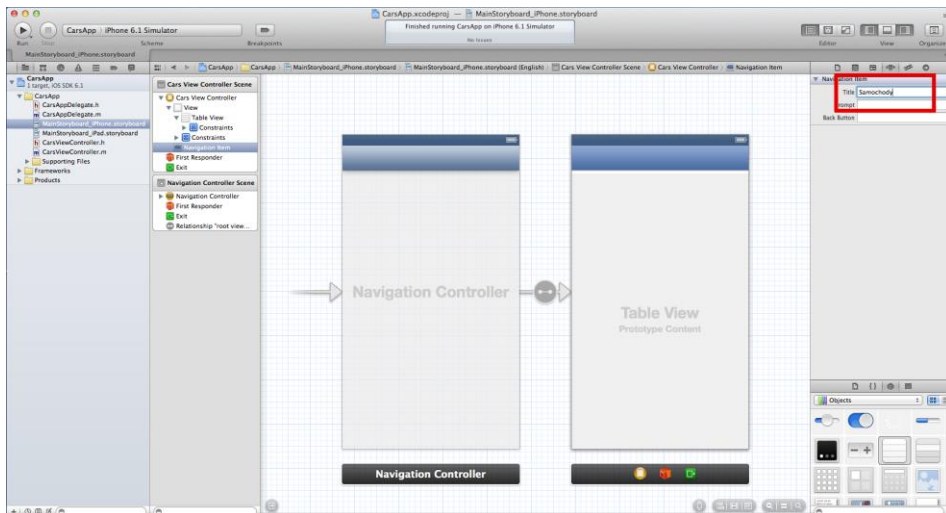 CarsApp.xcodeproj — MainStoryboard_iPhone.storyboard
CarsApp iPhone 6.1 Simulator
Finished running CarsApp on iPhone 6.1 Simulator
No Issues
Run Stop Scheme Breakpoints Editor View Organizer
MainStoryboard_iPhone.storyboard
CarsApp CarsApp MainStoryboard_iPhone.storyboard MainStoryboard_iPhone.storyboard (English) Cars View Controller Scene Cars View Controller Navigation Item
CarsApp
1 target, iOS SDK 6.1
CarsApp
CarsAppDelegate.h
CarsAppDelegate.m
MainStoryboard_iPhone.storyboard
MainStoryboard_iPad.storyboard
CarsViewController.h
CarsViewController.m
Supporting Files
Frameworks
Products
Cars View Controller Scene
Cars View Controller
View
Table View
Constraints
Constraints
Navigation Item
First Responder
Exit
Navigation Controller Scene
Navigation Controller
First Responder
Exit
Relationship "root view...
Navigation Controller
Table View
Prototype Content
Navigation Controller
Navigation Item
Title Samochody
Prompt
Back Button
Objects